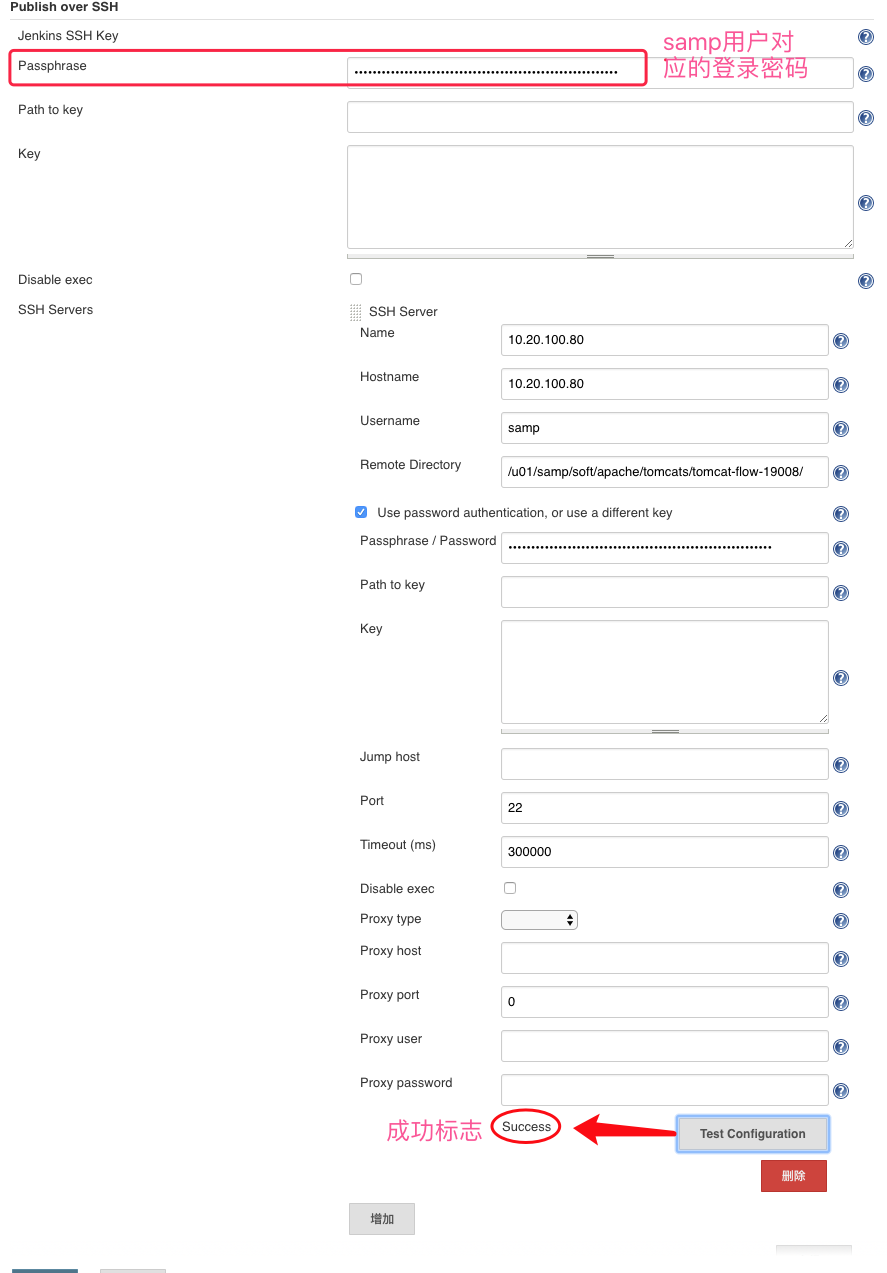 Publish over SSH
Jenkins SSH Key
samp用户对
应的登录密码
Passphrase
Path to key
Key
Disable exec
SSH Servers
SSH Server
Name 10.20.100.80
Hostname 10.20.100.80
Username samp
Remote Directory /u01/samp/soft/apache/tomcats/tomcat-flow-19008/
Use password authentication, or use a different key
Passphrase / Password
Path to key
Key
Jump host
Port 22
Timeout (ms) 300000
Disable exec
Proxy type
Proxy host
Proxy port 0
Proxy user
Proxy password
成功标志 Success Test Configuration
删除
增加